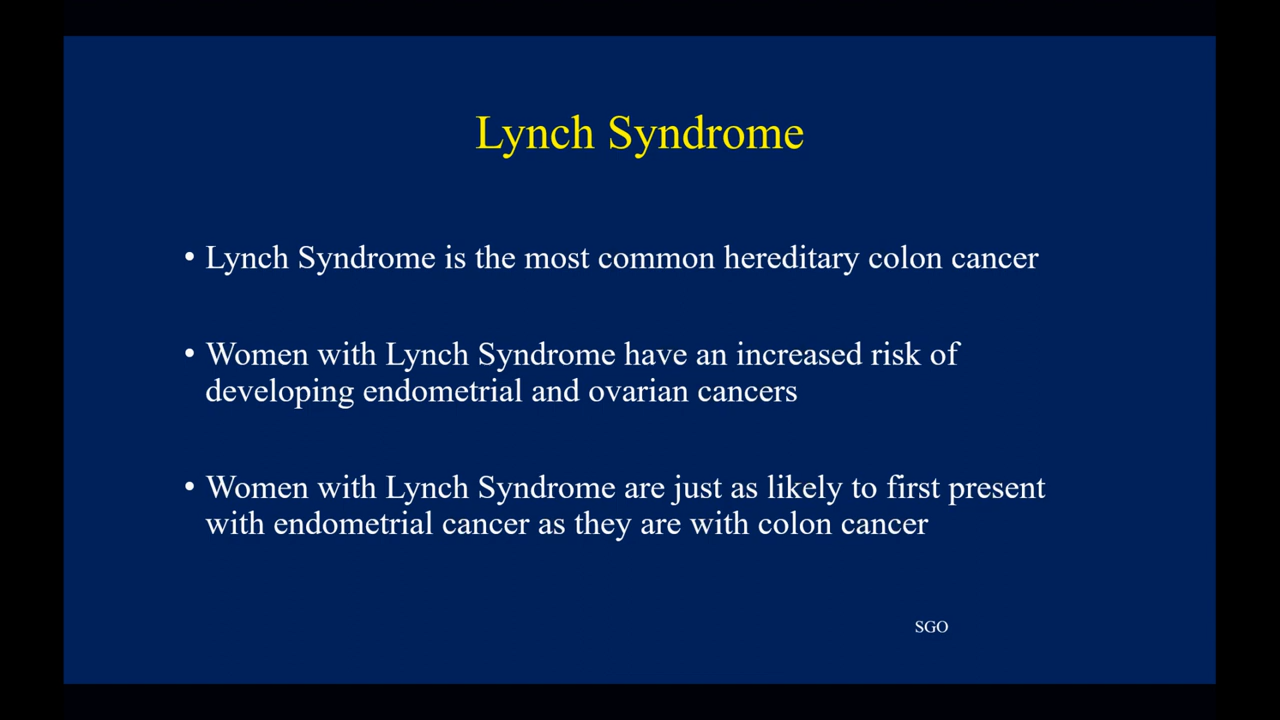 Lynch Syndrome
• Lynch Syndrome is the most common hereditary colon cancer
• Women with Lynch Syndrome have an increased risk of
developing endometrial and ovarian cancers
• Women with Lynch Syndrome are just as likely to first present
with endometrial cancer as they are with colon cancer
SGO